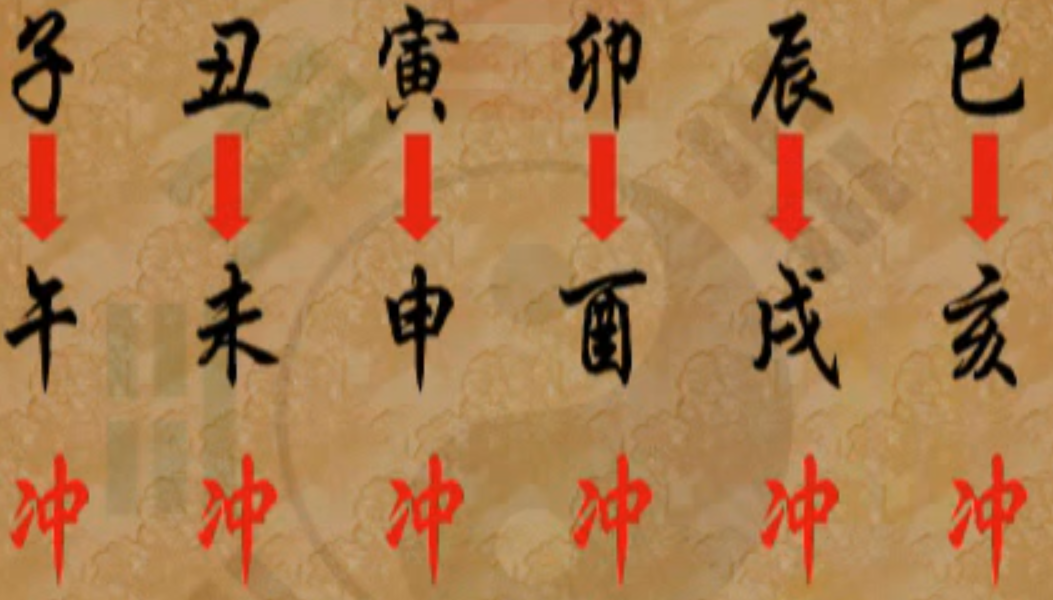 子 丑 寅 卯 辰 巳
午 未 申 酉 戌 亥
冲 冲 冲 冲 冲 冲